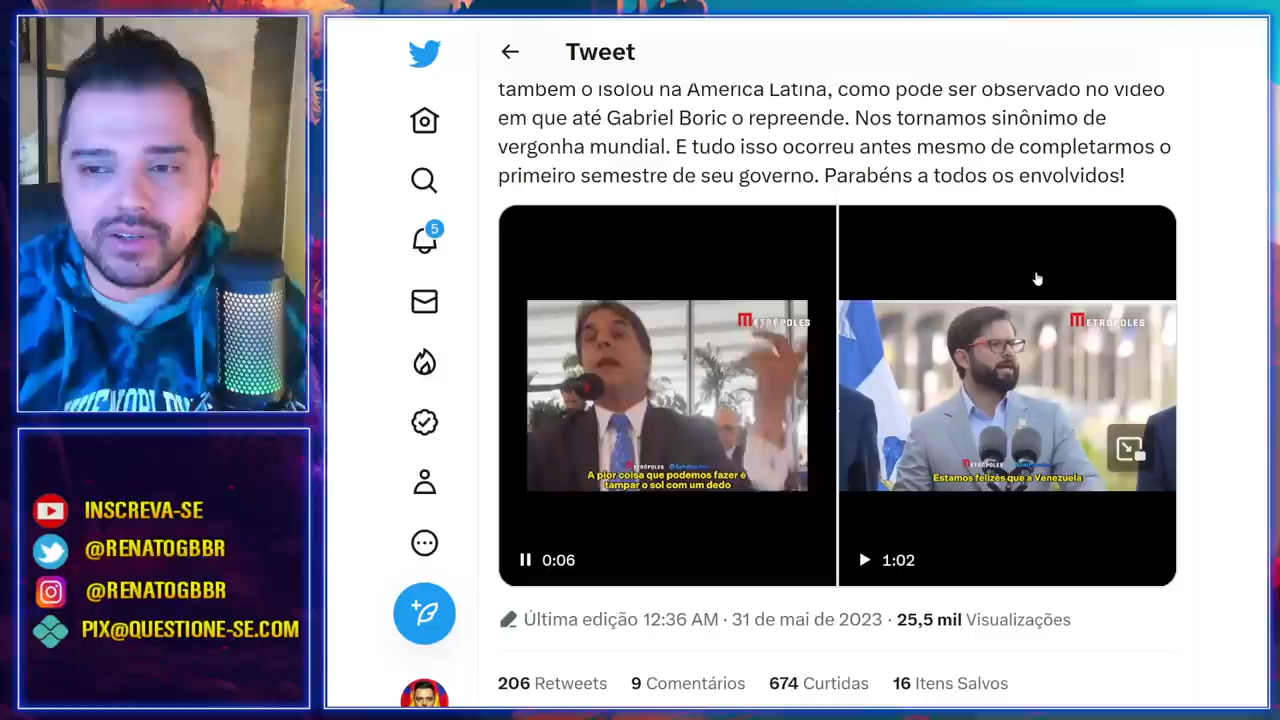 Tweet
também o isolou na América Latina, como pode ser observado no vídeo
em que até Gabriel Boric o repreende. Nos tornamos sinônimo de
vergonha mundial. E tudo isso ocorreu antes mesmo de completarmos o
primeiro semestre de seu governo. Parabéns a todos os envolvidos!
5
METRÓPOLES
METRÓPOLES
METRÓPOLES
A pior coisa que podemos fazer é
tampar o sol com um dedo
METRÓPOLES
Estamos felizes que a Venezuela
0:06
1:02
Última edição 12:36 AM · 31 de mai de 2023 · 25,5 mil Visualizações
206 Retweets 9 Comentários 674 Curtidas 16 Itens Salvos
INSCREVA-SE
@RENATOGBBR
@RENATOGBBR
PIX@QUESTIONE-SE.COM